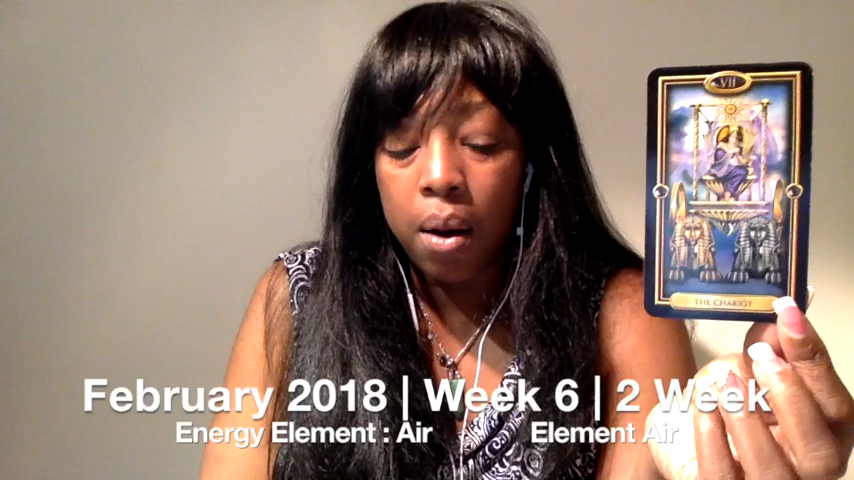 VII
THE CHARIOT
February 2018 | Week 6 | 2 Week
Energy Element : Air Element Air